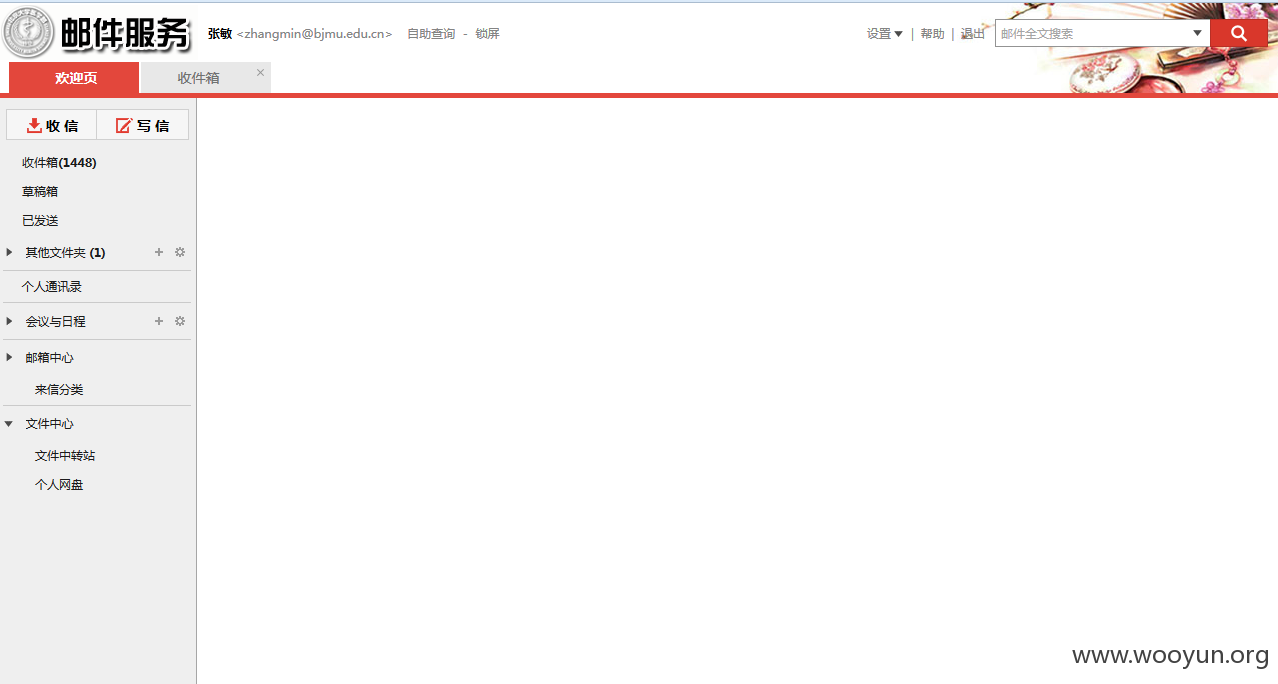 邮件服务
张敏 <zhangmin@bjmu.edu.cn> 自助查询 - 锁屏
设置 | 帮助 | 退出
邮件全文搜索
欢迎页 收件箱 ×
收信 写信
收件箱(1448)
草稿箱
已发送
其他文件夹 (1) +
个人通讯录
会议与日程 +
邮箱中心
来信分类
文件中心
文件中转站
个人网盘
www.wooyun.org